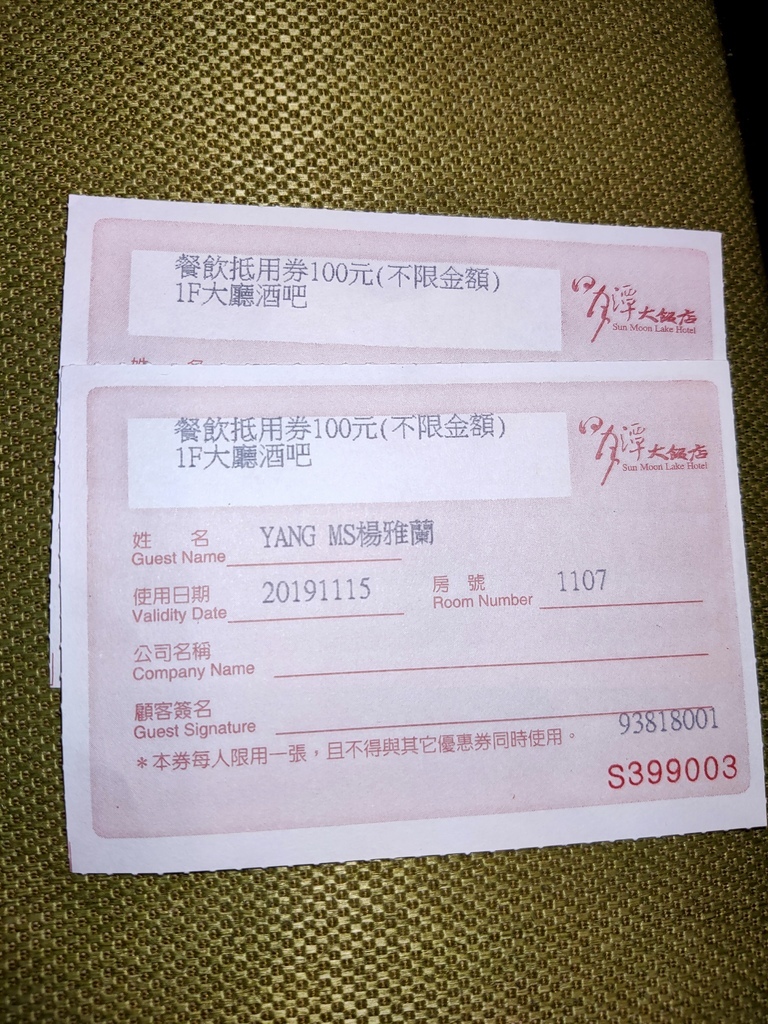 餐飲抵用券100元(不限金額)
1F大廳酒吧
日月潭大飯店
Sun Moon Lake Hotel
姓 名
餐飲抵用券100元(不限金額)
1F大廳酒吧
日月潭大飯店
Sun Moon Lake Hotel
姓 名 YANG MS楊雅蘭
Guest Name
使用日期 20191115 房 號 1107
Validity Date Room Number
公司名稱
Company Name
顧客簽名
Guest Signature
93818001
*本券每人限用一張，且不得與其它優惠券同時使用。
S399003